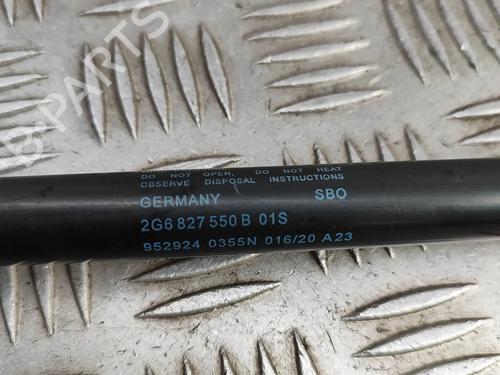 DO NOT OPEN, DO NOT HEAT
OBSERVE DISPOSAL INSTRUCTIONS
GERMANY SBO
2G6 827 550 B 01S
952924 0355N 016/20 A23